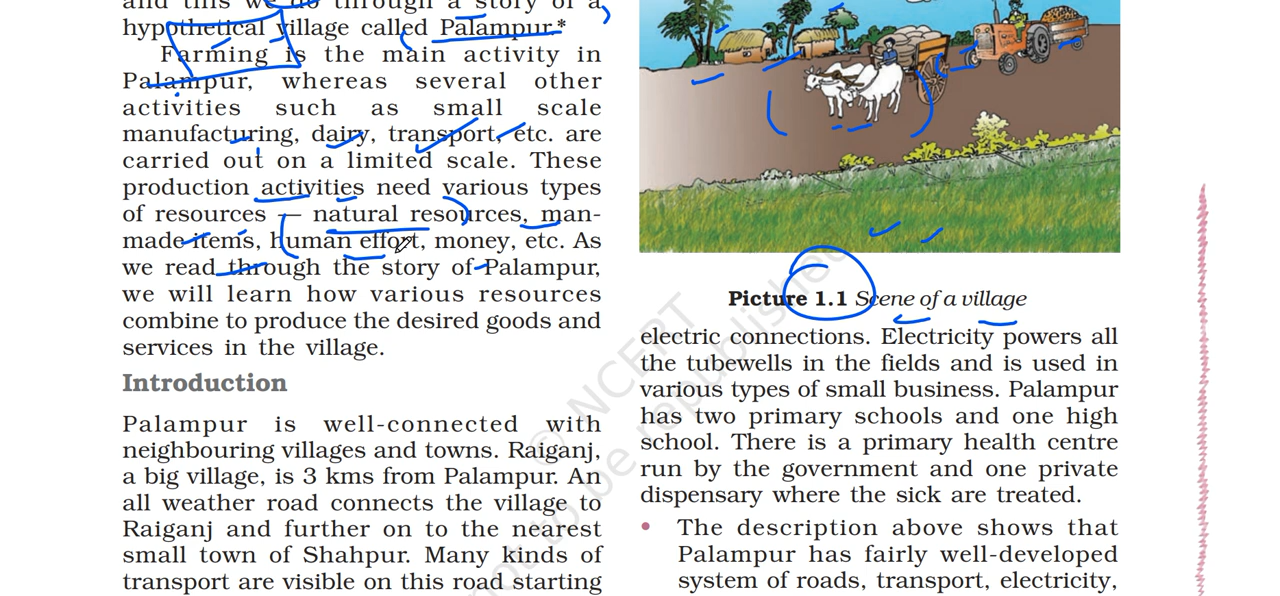 and this we do through a story of a
hypothetical village called Palampur.*
Farming is the main activity in
Palampur, whereas several other
activities such as small scale
manufacturing, dairy, transport, etc. are
carried out on a limited scale. These
production activities need various types
of resources — natural resources, man-
made items, human effort, money, etc. As
we read through the story of Palampur,
we will learn how various resources
combine to produce the desired goods and
services in the village.
Introduction
Palampur is well-connected with
neighbouring villages and towns. Raiganj,
a big village, is 3 kms from Palampur. An
all weather road connects the village to
Raiganj and further on to the nearest
small town of Shahpur. Many kinds of
transport are visible on this road starting
Picture 1.1 Scene of a village
electric connections. Electricity powers all
the tubewells in the fields and is used in
various types of small business. Palampur
has two primary schools and one high
school. There is a primary health centre
run by the government and one private
dispensary where the sick are treated.
• The description above shows that
Palampur has fairly well-developed
system of roads, transport, electricity,
© NCERT
not to be republished